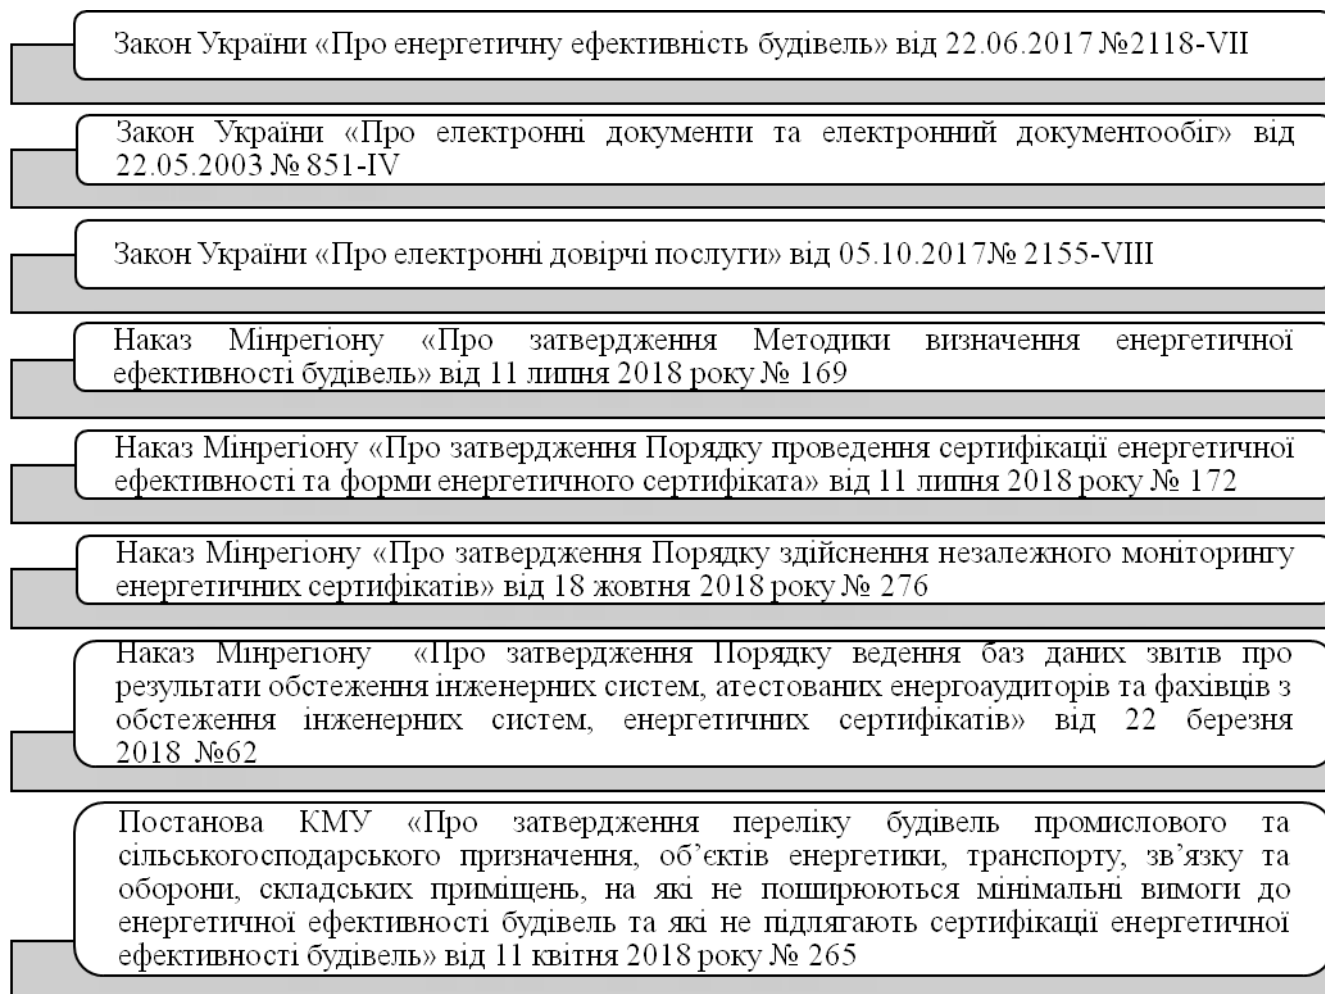 Закон України «Про енергетичну ефективність будівель» від 22.06.2017 №2118-VII
Закон України «Про електронні документи та електронний документообіг» від
22.05.2003 № 851-IV
Закон України «Про електронні довірчі послуги» від 05.10.2017№ 2155-VIII
Наказ Мінрегіону «Про затвердження Методики визначення енергетичної
ефективності будівель» від 11 липня 2018 року № 169
Наказ Мінрегіону «Про затвердження Порядку проведення сертифікації енергетичної
ефективності та форми енергетичного сертифіката» від 11 липня 2018 року № 172
Наказ Мінрегіону «Про затвердження Порядку здійснення незалежного моніторингу
енергетичних сертифікатів» від 18 жовтня 2018 року № 276
Наказ Мінрегіону «Про затвердження Порядку ведення баз даних звітів про
результати обстеження інженерних систем, атестованих енергоаудиторів та фахівців з
обстеження інженерних систем, енергетичних сертифікатів» від 22 березня
2018 №62
Постанова КМУ «Про затвердження переліку будівель промислового та
сільськогосподарського призначення, об’єктів енергетики, транспорту, зв’язку та
оборони, складських приміщень, на які не поширюються мінімальні вимоги до
енергетичної ефективності будівель та які не підлягають сертифікації енергетичної
ефективності будівель» від 11 квітня 2018 року № 265